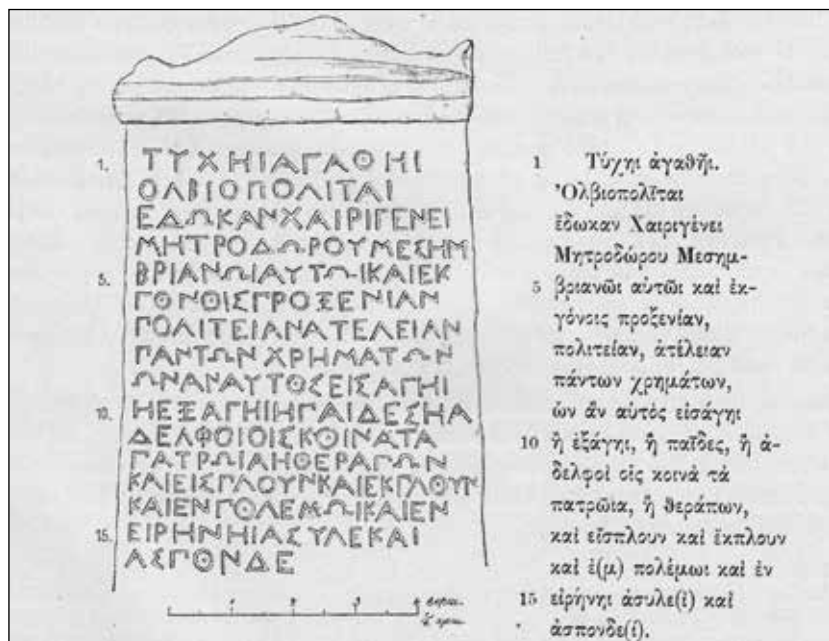 1. ΤΥΧΗΙΑΓΑΘΗΙ
ΟΛΒΙΟΠΟΛΙΤΑΙ
ΕΔΩΚΑΝΧΑΙΡΙΓΕΝΕΙ
ΜΗΤΡΟΔΩΡΟΥΜΕΣΗΜ
5. ΒΡΙΑΝΩΙΑΥΤΩΙΚΑΙΕΚ
ΓΟΝΟΙΣΠΡΟΞΕΝΙΑΝ
ΠΟΛΙΤΕΙΑΝΑΤΕΛΕΙΑΝ
ΠΑΝΤΩΝΧΡΗΜΑΤΩΝ
ΩΝΑΝΑΥΤΟΣΕΙΣΑΓΗΙ
10. ΗΕΞΑΓΗΙΗΠΑΙΔΕΣΗΑ
ΔΕΛΦΟΙΟΙΣΚΟΙΝΑΤΑ
ΠΑΤΡΩΙΑΗΘΕΡΑΠΩΝ
ΚΑΙΕΙΣΠΛΟΥΝΚΑΙΕΚΠΛΟΥΝ
ΚΑΙΕΝΠΟΛΕΜΩΙΚΑΙΕΝ
15. ΕΙΡΗΝΗΙΑΣΥΛΕΚΑΙ
ΑΣΠΟΝΔΕ
1 Τύχηι ἀγαθῆι.
Ὀλβιοπολῖται
ἔδωκαν Χαιριγένει
Μητροδώρου Μεσημ-
5 βριανῶι αὐτῶι καὶ ἐκ-
γόνοις προξενίαν,
πολιτείαν, ἀτέλειαν
πάντων χρημάτων,
ὧν ἂν αὐτὸς εἰσάγηι
10 ἢ ἐξάγηι, ἢ παῖδες, ἢ ἀ-
δελφοὶ οἷς κοινὰ τὰ
πατρῶια, ἢ θεράπων,
καὶ εἴσπλουν καὶ ἔκπλουν
καὶ ἐ(μ) πολέμωι καὶ ἐν
15 εἰρήνηι ἀσυλε(ὶ) καὶ
ἀσπονδε(ί).